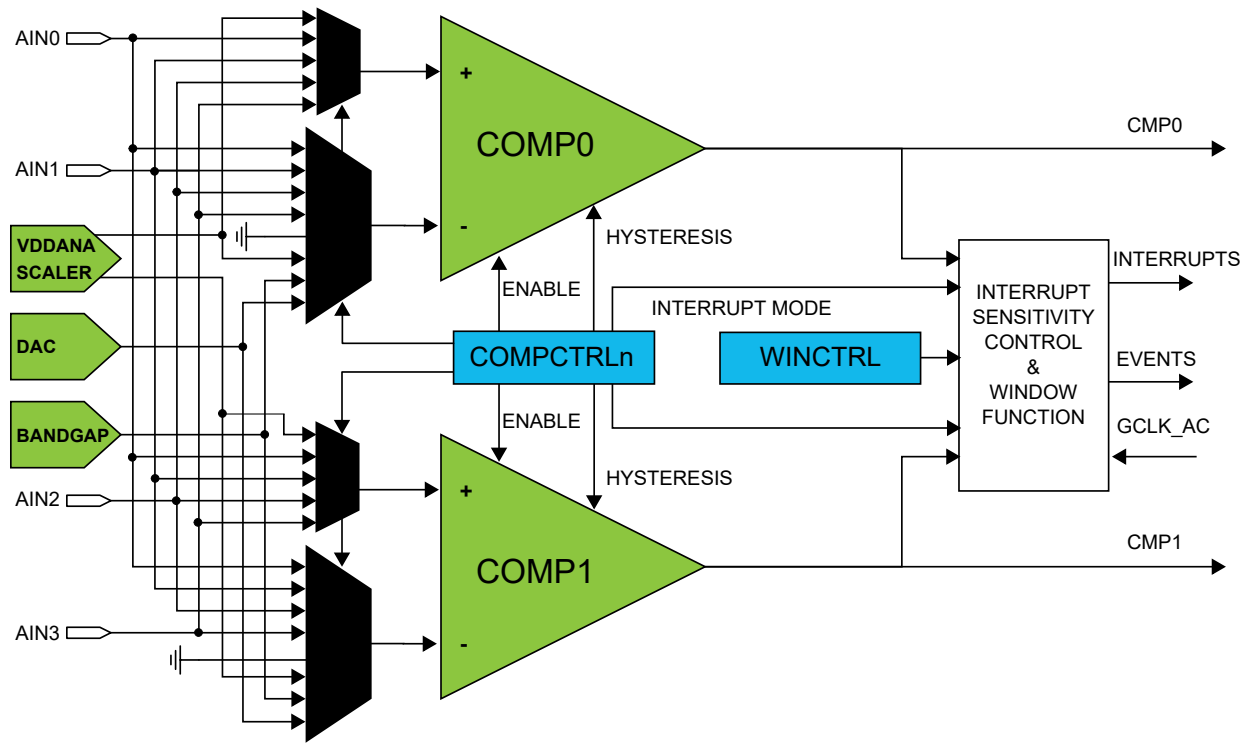 AIN0
+
COMP0
CMP0
AIN1
-
HYSTERESIS
VDDANA
SCALER
ENABLE
INTERRUPTS
INTERRUPT MODE
INTERRUPT
SENSITIVITY
CONTROL
&
WINDOW
FUNCTION
DAC
COMPCTRLn
WINCTRL
EVENTS
BANDGAP
ENABLE
GCLK_AC
HYSTERESIS
AIN2
+
COMP1
CMP1
AIN3
-